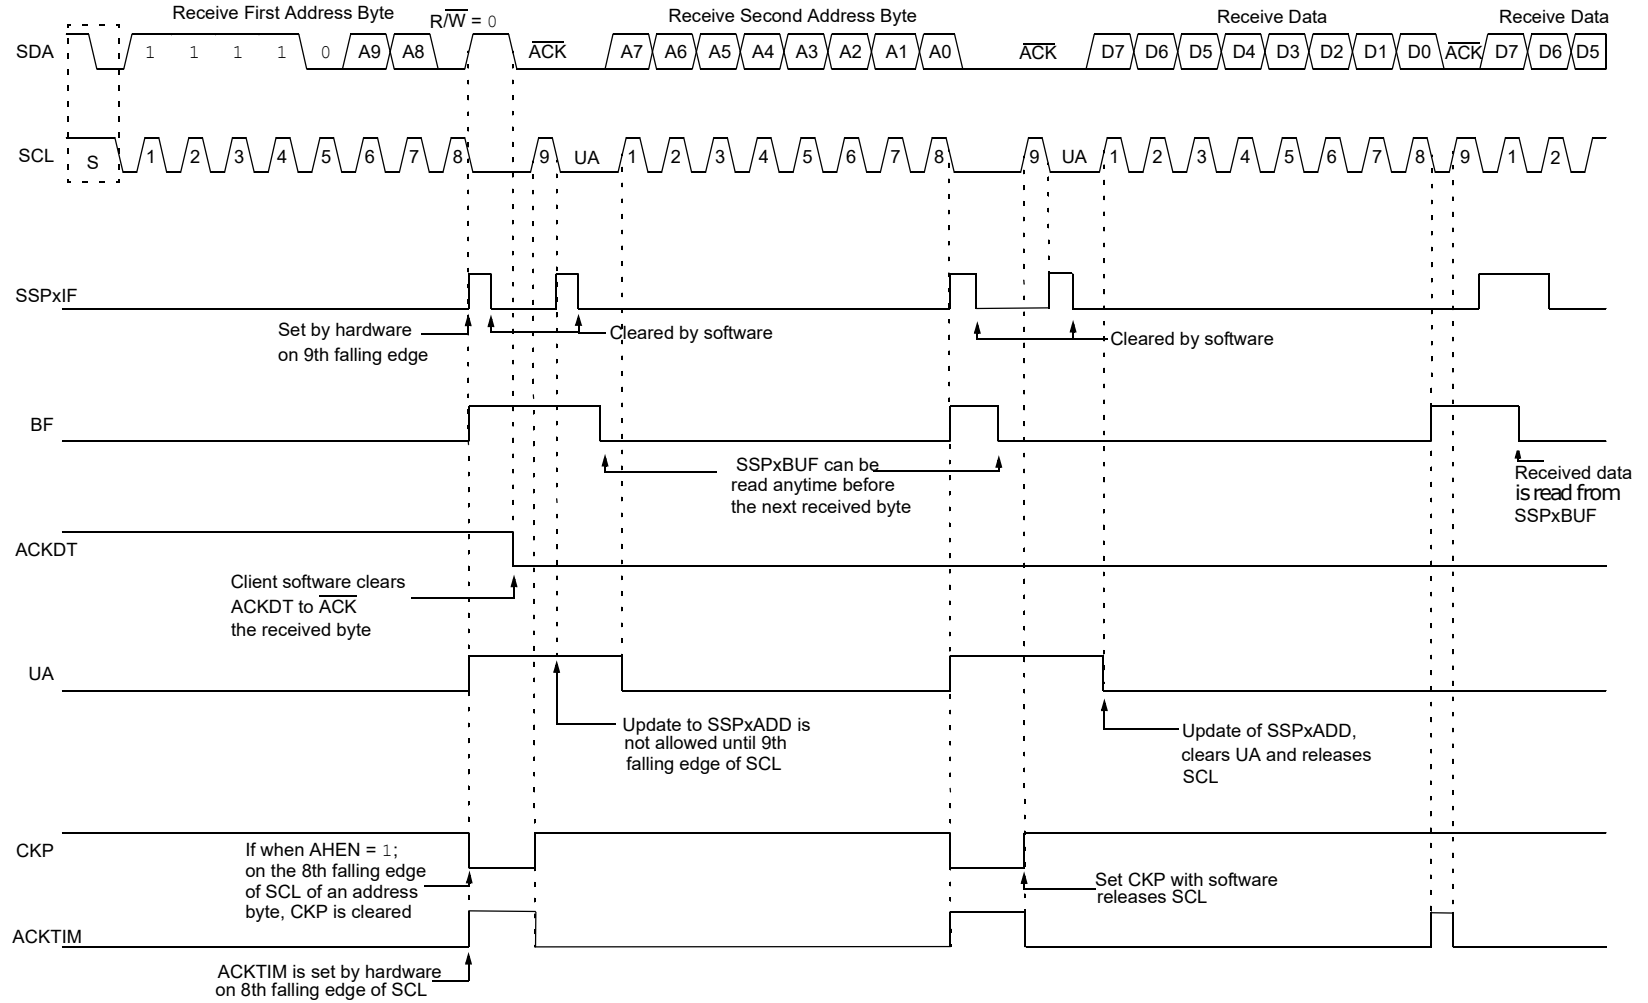 Receive First Address Byte
R/W = 0
Receive Second Address Byte
Receive Data
Receive Data
SDA
1 1 1 1 0 A9 A8
ACK
A7 A6 A5 A4 A3 A2 A1 A0
ACK
D7 D6 D5 D4 D3 D2 D1 D0
ACK
D7 D6 D5
SCL
S
1 2 3 4 5 6 7 8
9
UA
1 2 3 4 5 6 7 8
9
UA
1 2 3 4 5 6 7 8
9
1 2
SSPxIF
Set by hardware
on 9th falling edge
Cleared by software
Cleared by software
BF
SSPxBUF can be
read anytime before
the next received byte
Received data
is read from
SSPxBUF
ACKDT
Client software clears
ACKDT to ACK
the received byte
UA
Update to SSPxADD is
not allowed until 9th
falling edge of SCL
Update of SSPxADD,
clears UA and releases
SCL
CKP
If when AHEN = 1;
on the 8th falling edge
of SCL of an address
byte, CKP is cleared
Set CKP with software
releases SCL
ACKTIM
ACKTIM is set by hardware
on 8th falling edge of SCL